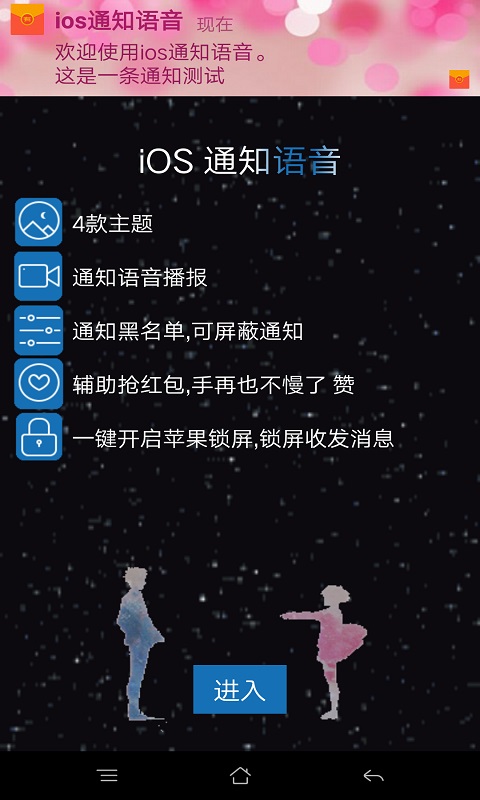 ios通知语音 现在
欢迎使用ios通知语音。
这是一条通知测试
iOS 通知语音
4款主题
通知语音播报
通知黑名单,可屏蔽通知
辅助抢红包,手再也不慢了 赞
一键开启苹果锁屏,锁屏收发消息
进入